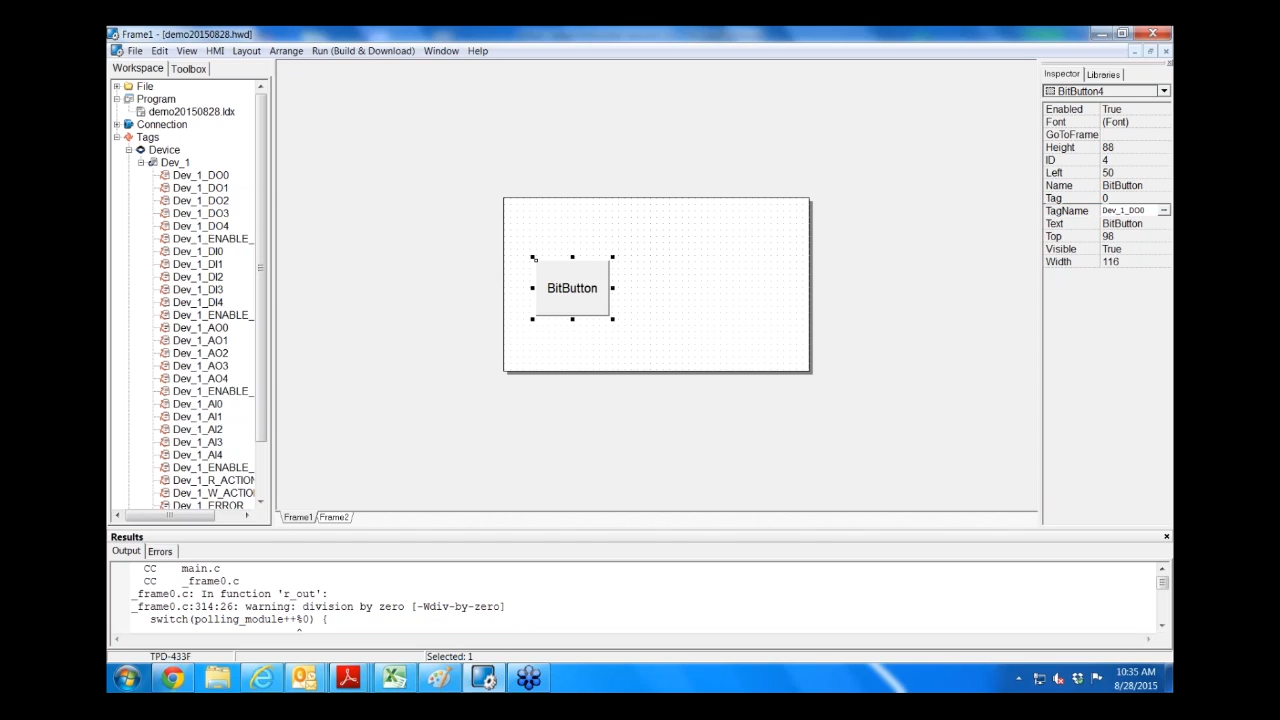 Frame1 - [demo20150828.hwd]
File Edit View HMI Layout Arrange Run (Build & Download) Window Help
Workspace Toolbox
File
Program
demo20150828.ldx
Connection
Tags
Device
Dev_1
Dev_1_DO0
Dev_1_DO1
Dev_1_DO2
Dev_1_DO3
Dev_1_DO4
Dev_1_ENABLE_
Dev_1_DI0
Dev_1_DI1
Dev_1_DI2
Dev_1_DI3
Dev_1_DI4
Dev_1_ENABLE_
Dev_1_AO0
Dev_1_AO1
Dev_1_AO2
Dev_1_AO3
Dev_1_AO4
Dev_1_ENABLE_
Dev_1_AI0
Dev_1_AI1
Dev_1_AI2
Dev_1_AI3
Dev_1_AI4
Dev_1_ENABLE_
Dev_1_R_ACTION
Dev_1_W_ACTIO
Dev_1_ERROR
BitButton
Frame1 Frame2
Inspector Libraries
BitButton4
Enabled True
Font (Font)
GoToFrame
Height 88
ID 4
Left 50
Name BitButton
Tag 0
TagName Dev_1_DO0 ...
Text BitButton
Top 98
Visible True
Width 116
Results
Output Errors
CC main.c
CC _frame0.c
_frame0.c: In function 'r_out':
_frame0.c:314:26: warning: division by zero [-Wdiv-by-zero]
switch(polling_module++%0) {
^
TPD-433F Selected: 1
10:35 AM
8/28/2015